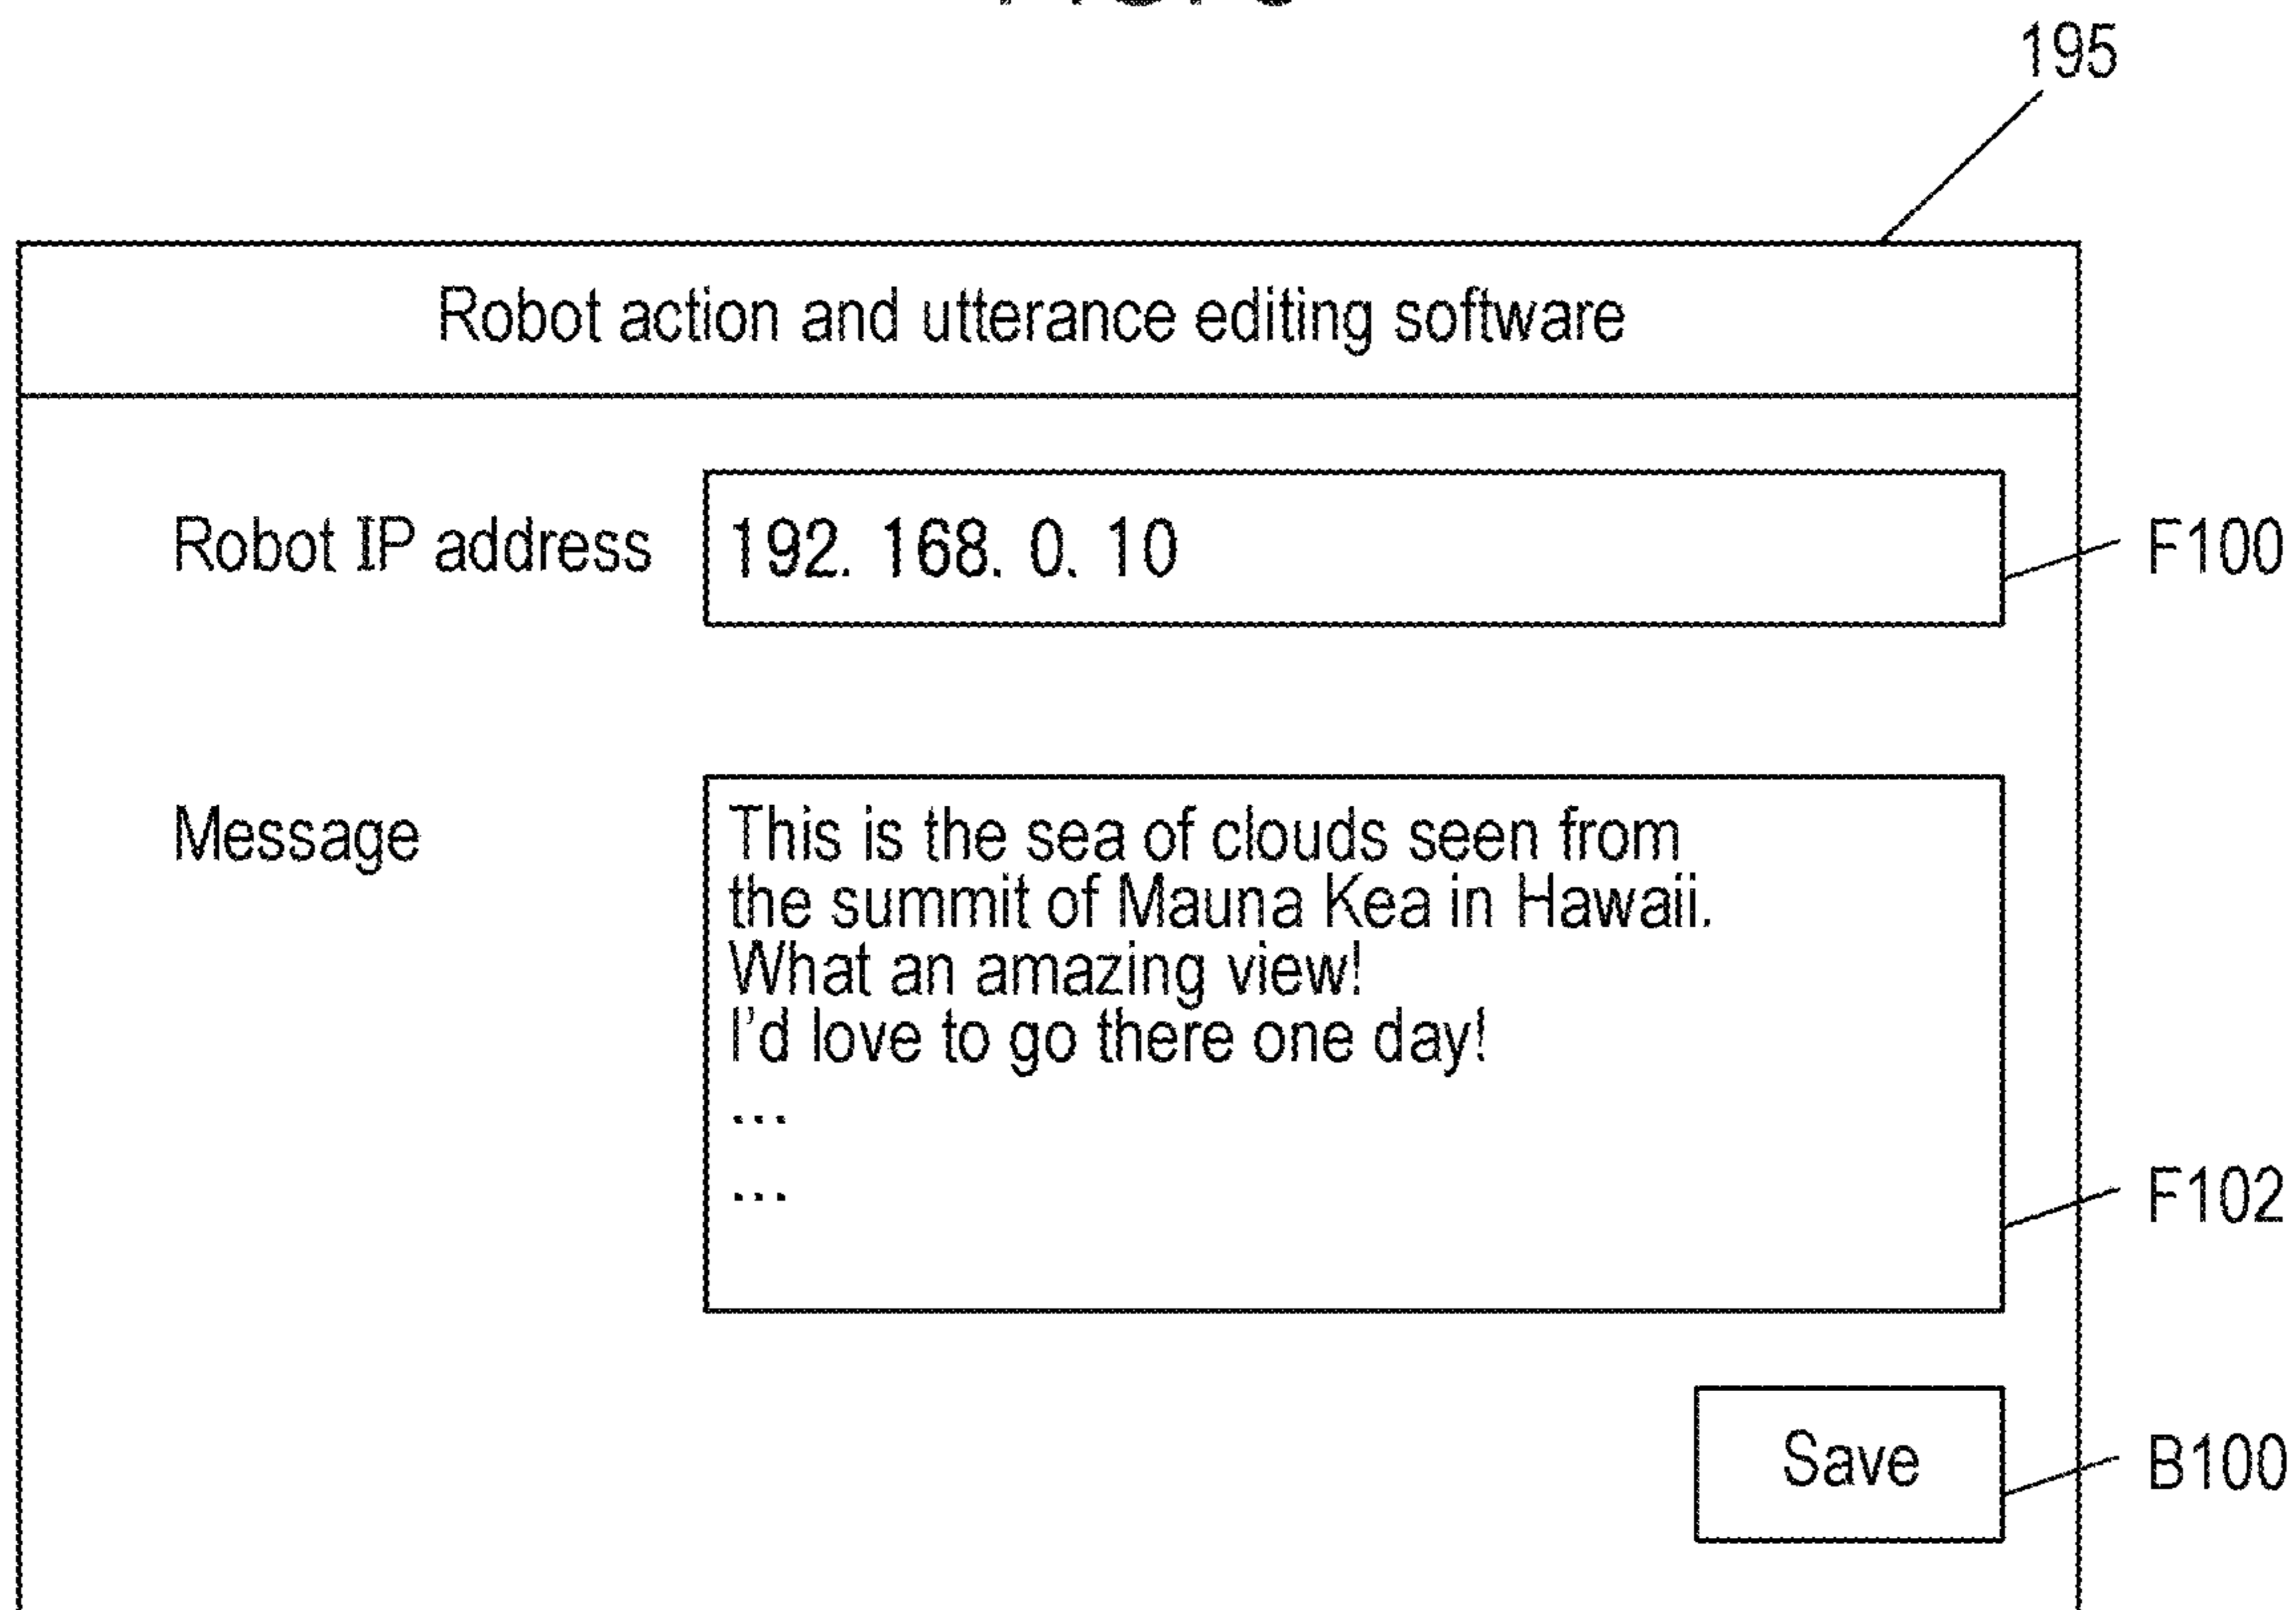 195
Robot action and utterance editing software
Robot IP address
192. 168. 0. 10
F100
Message
This is the sea of clouds seen from
the summit of Mauna Kea in Hawaii.
What an amazing view!
I'd love to go there one day!
...
...
F102
Save
B100